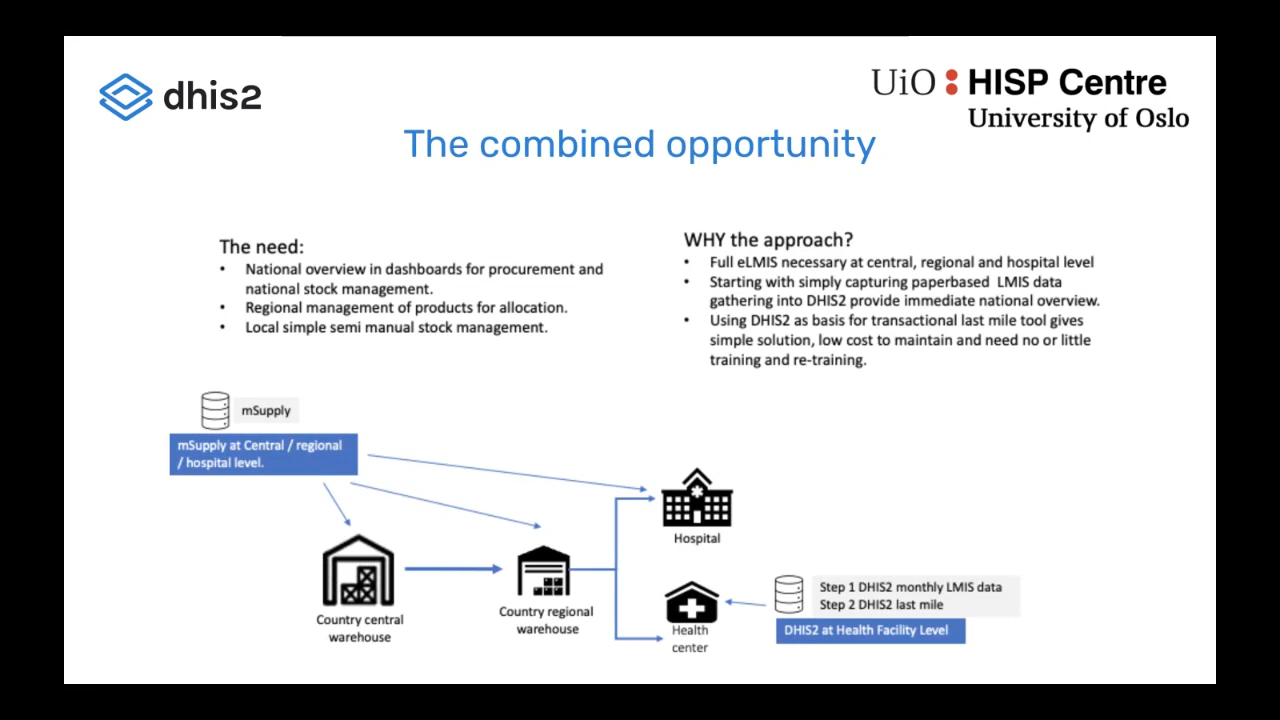 dhis2
UiO : HISP Centre
University of Oslo
The combined opportunity
The need:
• National overview in dashboards for procurement and
national stock management.
• Regional management of products for allocation.
• Local simple semi manual stock management.
WHY the approach?
• Full eLMIS necessary at central, regional and hospital level
• Starting with simply capturing paperbased LMIS data
gathering into DHIS2 provide immediate national overview.
• Using DHIS2 as basis for transactional last mile tool gives
simple solution, low cost to maintain and need no or little
training and re-training.
mSupply
mSupply at Central / regional
/ hospital level.
Country central
warehouse
Country regional
warehouse
Hospital
Health
center
Step 1 DHIS2 monthly LMIS data
Step 2 DHIS2 last mile
DHIS2 at Health Facility Level